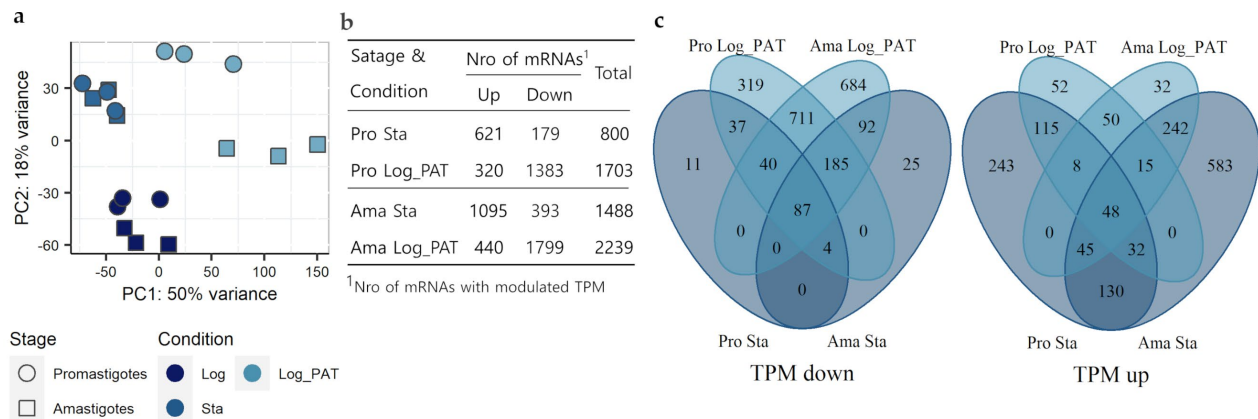 a
PC2: 18% variance
30
0
-30
-60
-50
0
50
100
150
PC1: 50% variance
Stage
Promastigotes
Amastigotes
Condition
Log
Log_PAT
Sta
b
Satage &
Condition
Nro of mRNAs1
Total
Up
Down
Pro Sta 621 179 800
Pro Log_PAT 320 1383 1703
Ama Sta 1095 393 1488
Ama Log_PAT 440 1799 2239
1Nro of mRNAs with modulated TPM
c
Pro Log_PAT
Ama Log_PAT
319
684
711
37
92
11
40
185
25
87
0
0
0
4
0
Pro Sta
Ama Sta
TPM down
Pro Log_PAT
Ama Log_PAT
52
32
50
115
242
243
8
15
583
48
0
0
45
32
130
Pro Sta
Ama Sta
TPM up